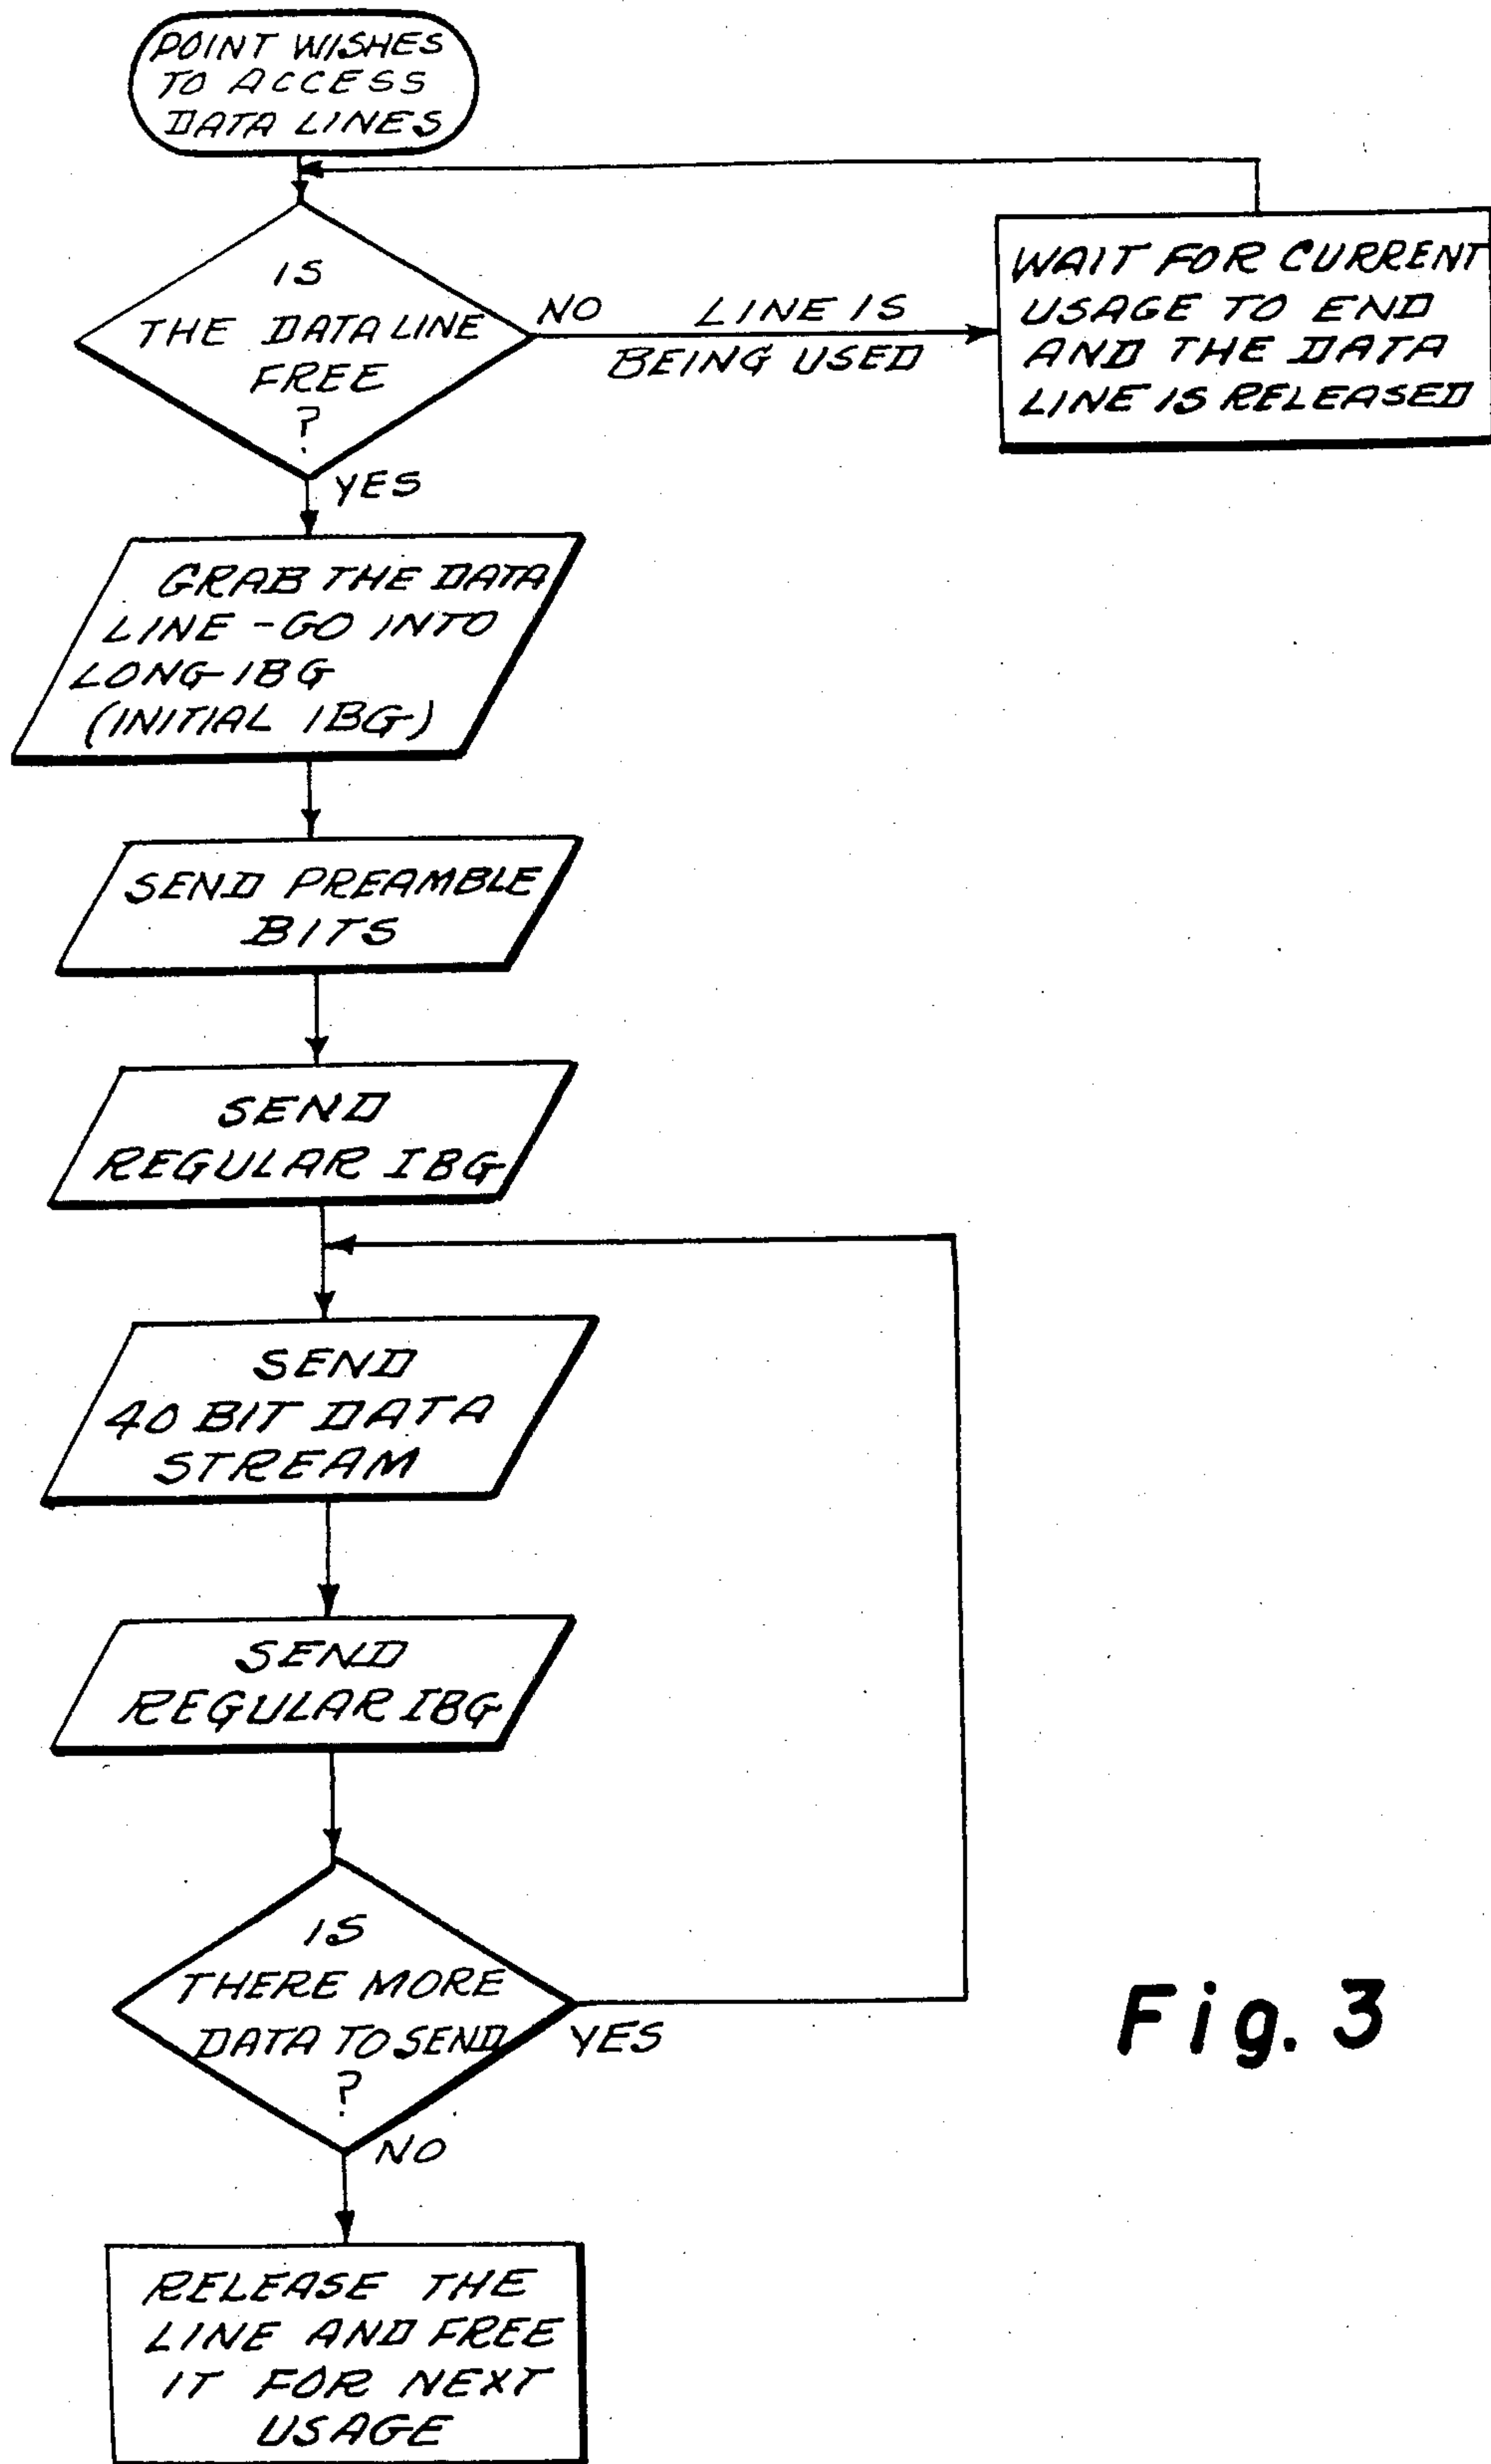 POINT WISHES
TO ACCESS
DATA LINES
IS
THE DATA LINE
FREE
?
NO LINE IS
BEING USED
WAIT FOR CURRENT
USAGE TO END
AND THE DATA
LINE IS RELEASED
YES
GRAB THE DATA
LINE - GO INTO
LONG IBG
(INITIAL IBG)
SEND PREAMBLE
BITS
SEND
REGULAR IBG
SEND
40 BIT DATA
STREAM
SEND
REGULAR IBG
IS
THERE MORE
DATA TO SEND
?
YES
NO
RELEASE THE
LINE AND FREE
IT FOR NEXT
USAGE
Fig. 3